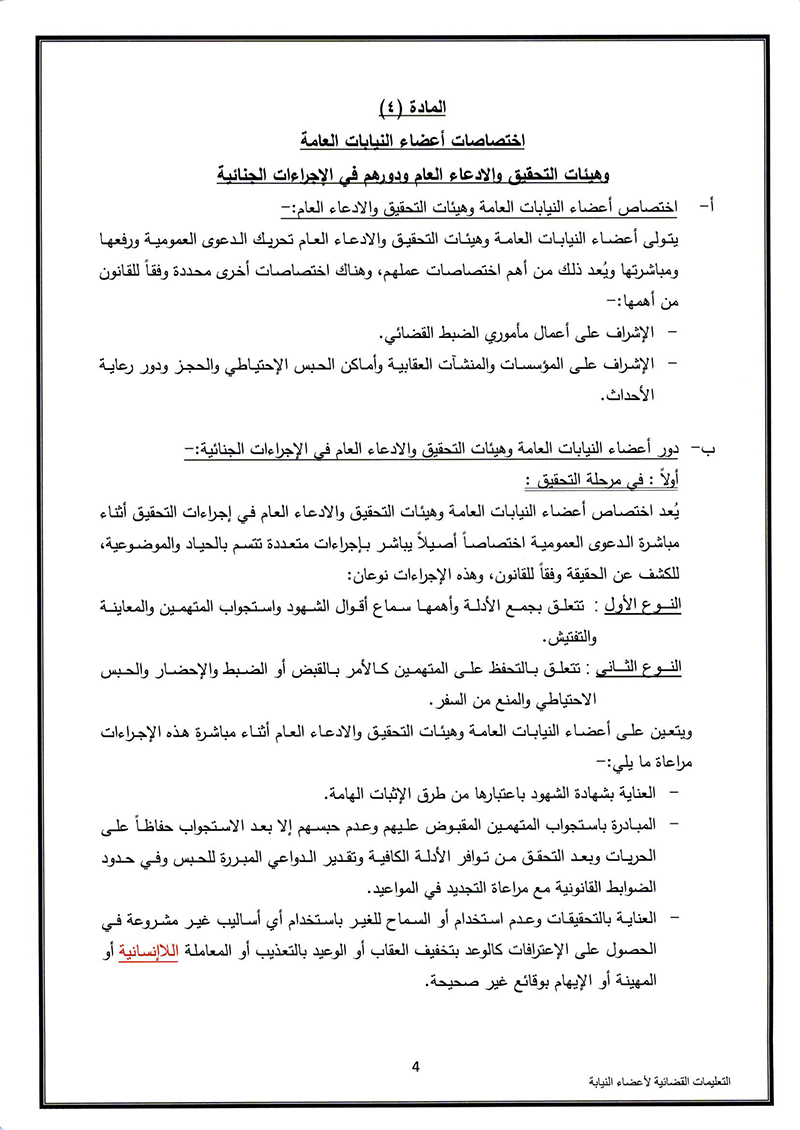 المادة (٤)
اختصاصات أعضاء النيابات العامة
وهيئات التحقيق والادعاء العام ودورهم في الإجراءات الجنائية
أ- اختصاص أعضاء النيابات العامة وهيئات التحقيق والادعاء العام:-
يتولى أعضاء النيابات العامة وهيئات التحقيق والادعاء العام تحريك الدعوى العمومية ورفعها
ومباشرتها ويُعد ذلك من أهم اختصاصات عملهم، وهناك اختصاصات أخرى محددة وفقاً للقانون
من أهمها:-
- الإشراف على أعمال مأموري الضبط القضائي.
- الإشراف على المؤسسات والمنشآت العقابية وأماكن الحبس الإحتياطي والحجز ودور رعاية
الأحداث.
ب- دور أعضاء النيابات العامة وهيئات التحقيق والادعاء العام في الإجراءات الجنائية:-
أولاً : في مرحلة التحقيق :
يُعد اختصاص أعضاء النيابات العامة وهيئات التحقيق والادعاء العام في إجراءات التحقيق أثناء
مباشرة الدعوى العمومية اختصاصاً أصيلاً يباشر بإجراءات متعددة تتسم بالحياد والموضوعية،
للكشف عن الحقيقة وفقاً للقانون، وهذه الإجراءات نوعان:
النوع الأول : تتعلق بجمع الأدلة وأهمها سماع أقوال الشهود واستجواب المتهمين والمعاينة
والتفتيش.
النوع الثاني : تتعلق بالتحفظ على المتهمين كالأمر بالقبض أو الضبط والإحضار والحبس
الاحتياطي والمنع من السفر.
ويتعين على أعضاء النيابات العامة وهيئات التحقيق والادعاء العام أثناء مباشرة هذه الإجراءات
مراعاة ما يلي:-
- العناية بشهادة الشهود باعتبارها من طرق الإثبات الهامة.
- المبادرة باستجواب المتهمين المقبوض عليهم وعدم حبسهم إلا بعد الاستجواب حفاظاً على
الحريات وبعد التحقق من توافر الأدلة الكافية وتقدير الدواعي المبررة للحبس وفي حدود
الضوابط القانونية مع مراعاة التجديد في المواعيد.
- العناية بالتحقيقات وعدم استخدام أو السماح للغير باستخدام أي أساليب غير مشروعة في
الحصول على الإعترافات كالوعد بتخفيف العقاب أو الوعيد بالتعذيب أو المعاملة اللاإنسانية أو
المهينة أو الإيهام بوقائع غير صحيحة.
4
التعليمات القضائية لأعضاء النيابة